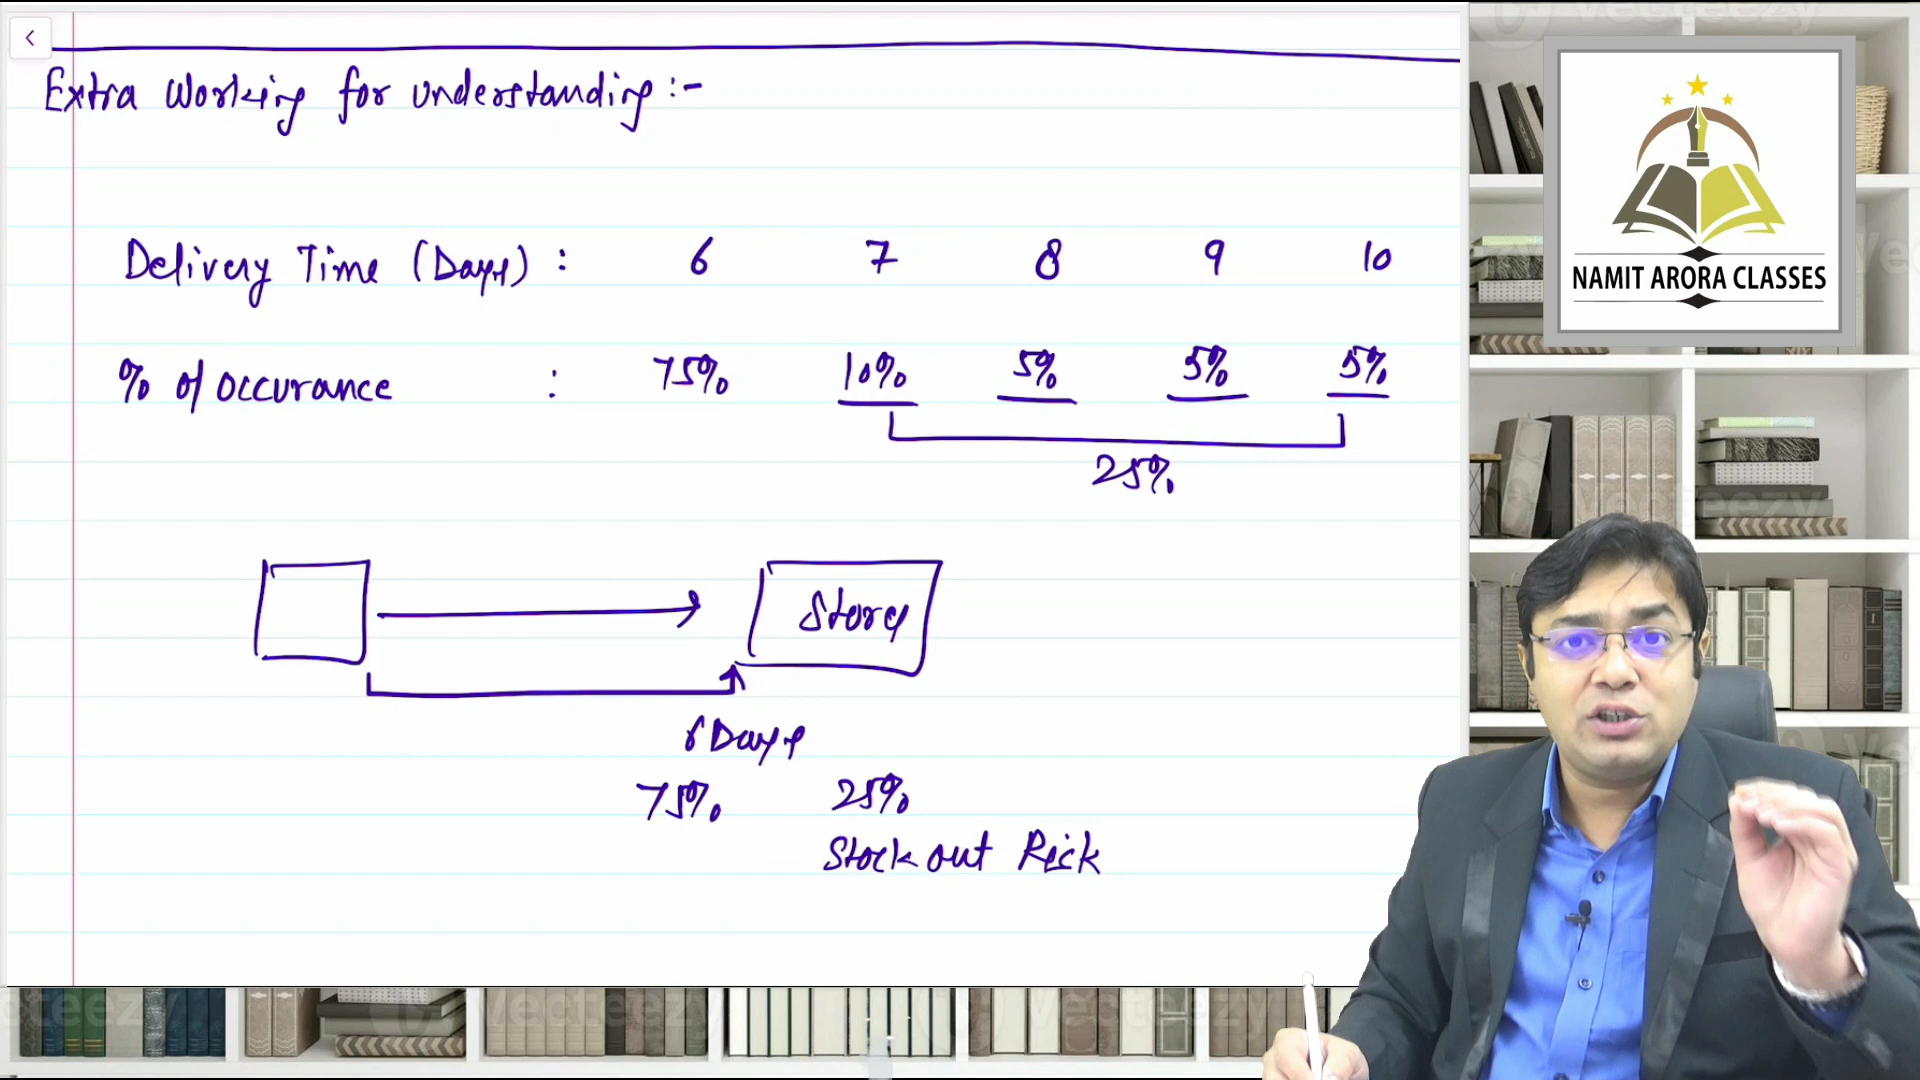 Extra Working for understanding :-
Delivery Time (Days) : 6 7 8 9 10
% of occurance : 75% 10% 5% 5% 5%
25%
Store
6 Days
75% 25%
Stock out Risk
NAMIT ARORA CLASSES